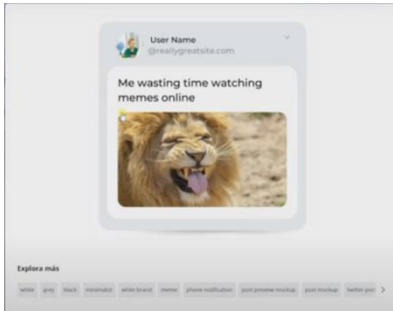 User Name
@reallygreatsite.com
Me wasting time watching
memes online
Explora más
white grey black minimalist white brand meme phone notification post preview mockup post mockup twitter post